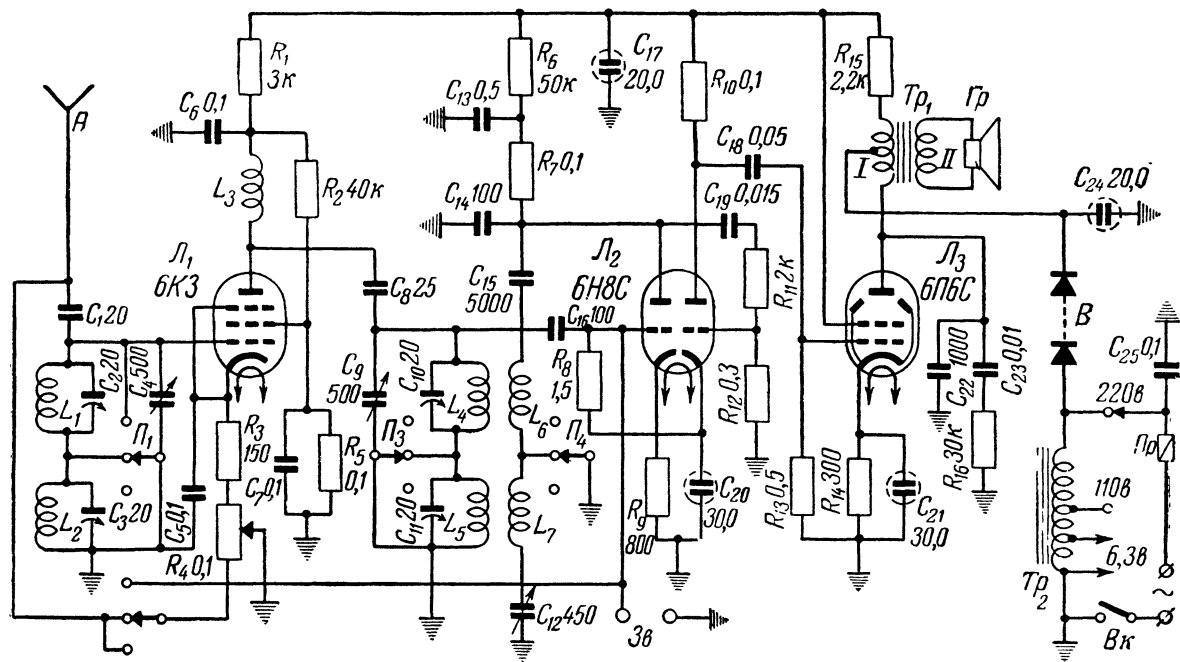 R₁
3к
R₆
50к
C₁₇
20,0
R₁₀ 0,1
R₁₅
2,2к
Тр₁
Гр
А
C₆ 0,1
C₁₃ 0,5
R₂ 40к
R₇ 0,1
C₁₈ 0,05
I
II
C₂₄ 20,0
L₃
C₁₄ 100
C₁₉ 0,015
Л₁
6К3
C₈ 25
C₁₅
5000
Л₂
6Н8С
R₁₁ 2к
Л₃
6П6С
В
C₁ 20
C₁₆ 100
C₂ 20
C₄ 500
C₉
500
C₁₀ 20
R₈
1,5
R₁₂ 0,3
C₂₂ 1000
C₂₃ 0,01
C₂₅ 0,1
220в
L₁
L₄
L₆
П₁
R₃
150
П₃
П₄
R₅
0,1
C₇ 0,1
Пр
L₂
C₃ 20
C₅ 0,1
C₁₁ 20
L₅
L₇
R₉
800
C₂₀
30,0
R₁₃ 0,5
R₁₄ 300
C₂₁
30,0
R₁₆ 30к
110в
6,3в
R₄ 0,1
Тр₂
~
C₁₂ 450
Зв
Вк